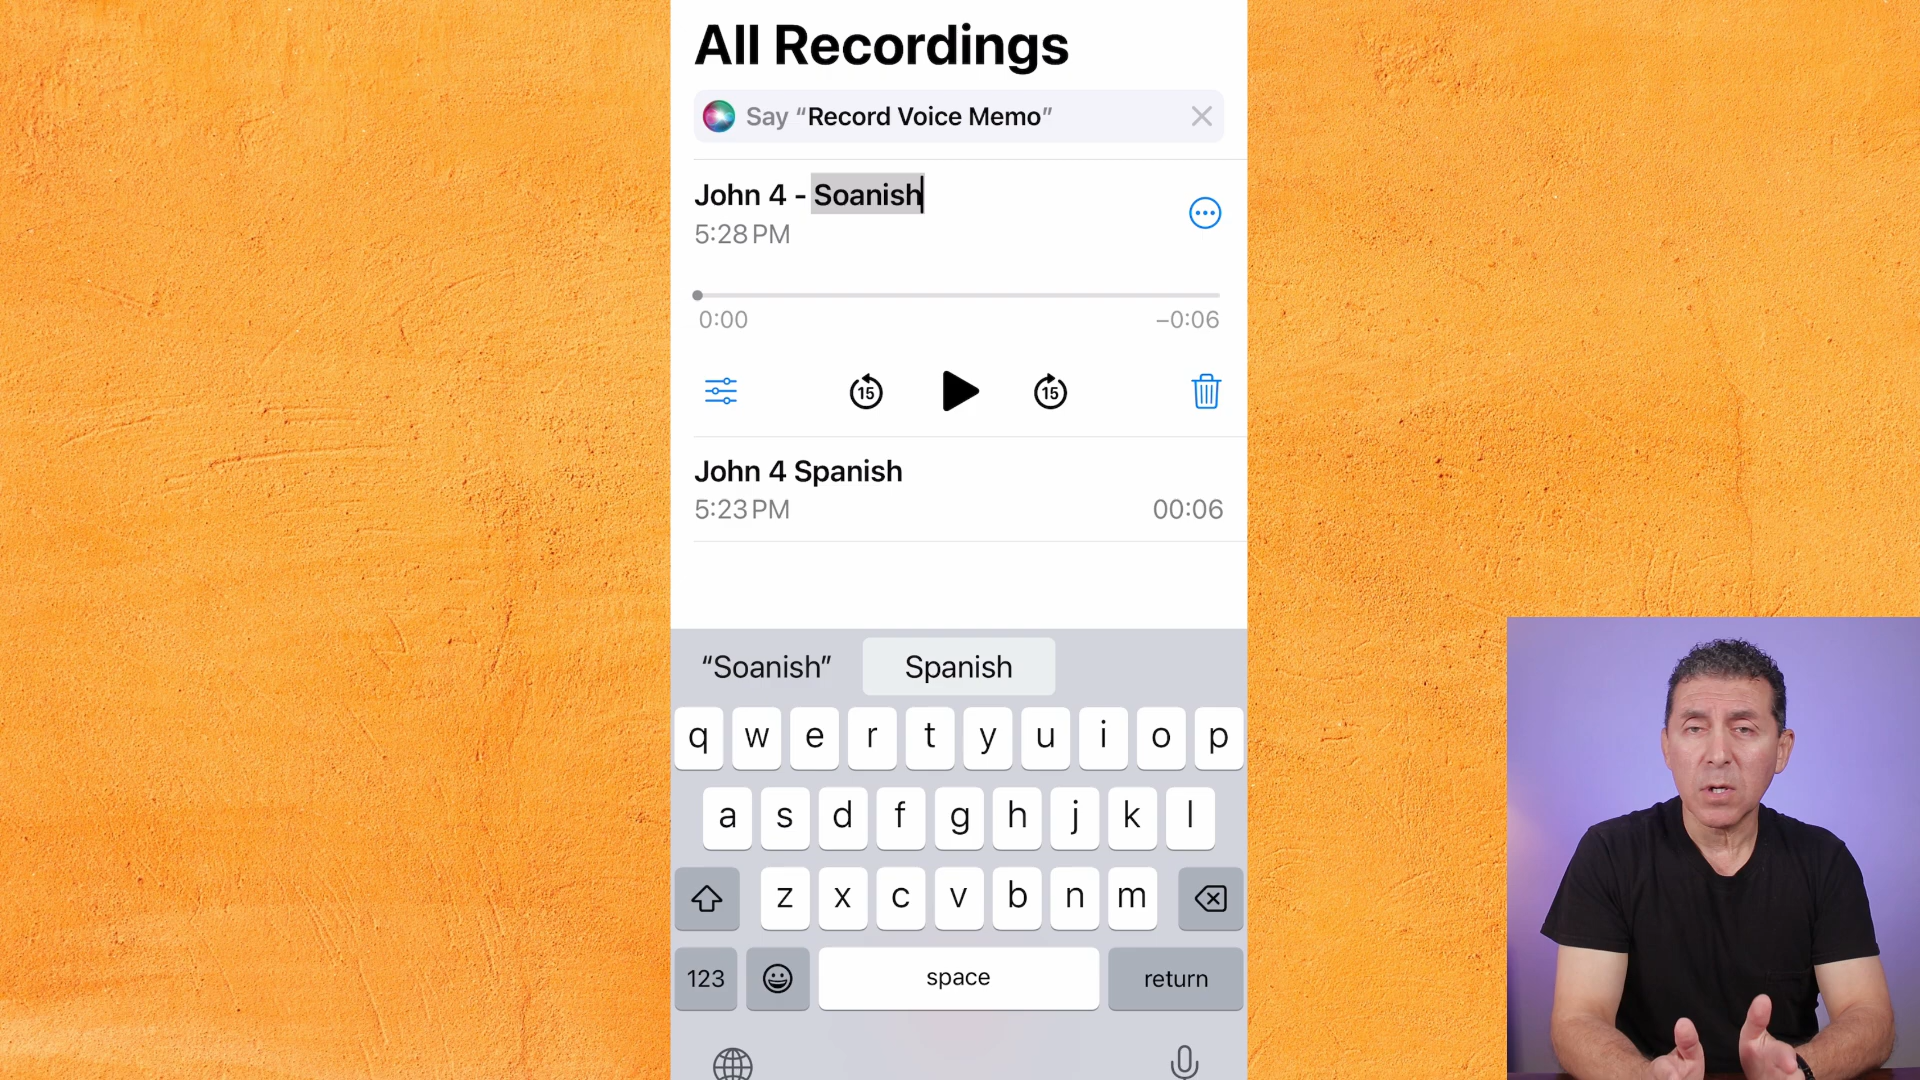 All Recordings
Say “Record Voice Memo”
John 4 - Soanish
5:28 PM
0:00
–0:06
15
15
John 4 Spanish
5:23 PM
00:06
“Soanish”
Spanish
q w e r t y u i o p
a s d f g h j k l
z x c v b n m
123
space
return